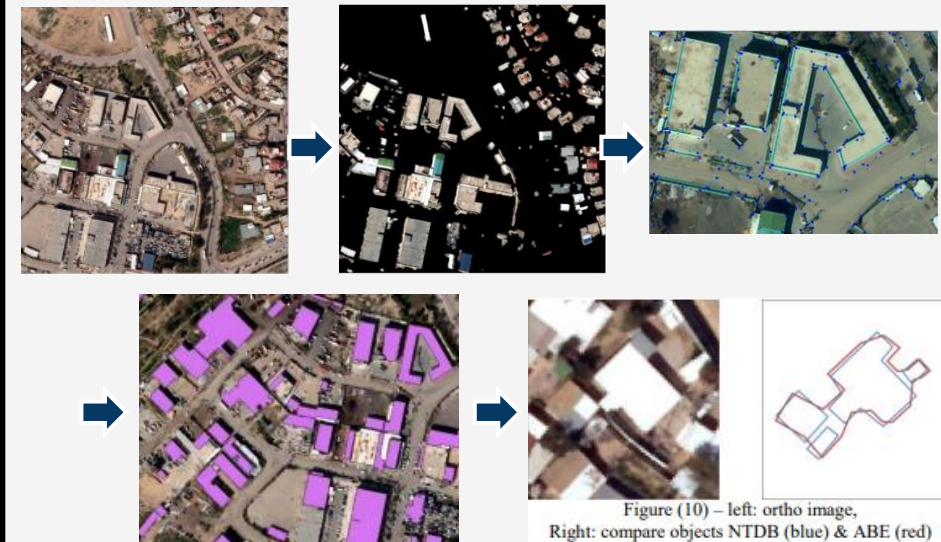 Figure (10) – left: ortho image,
Right: compare objects NTDB (blue) & ABE (red)